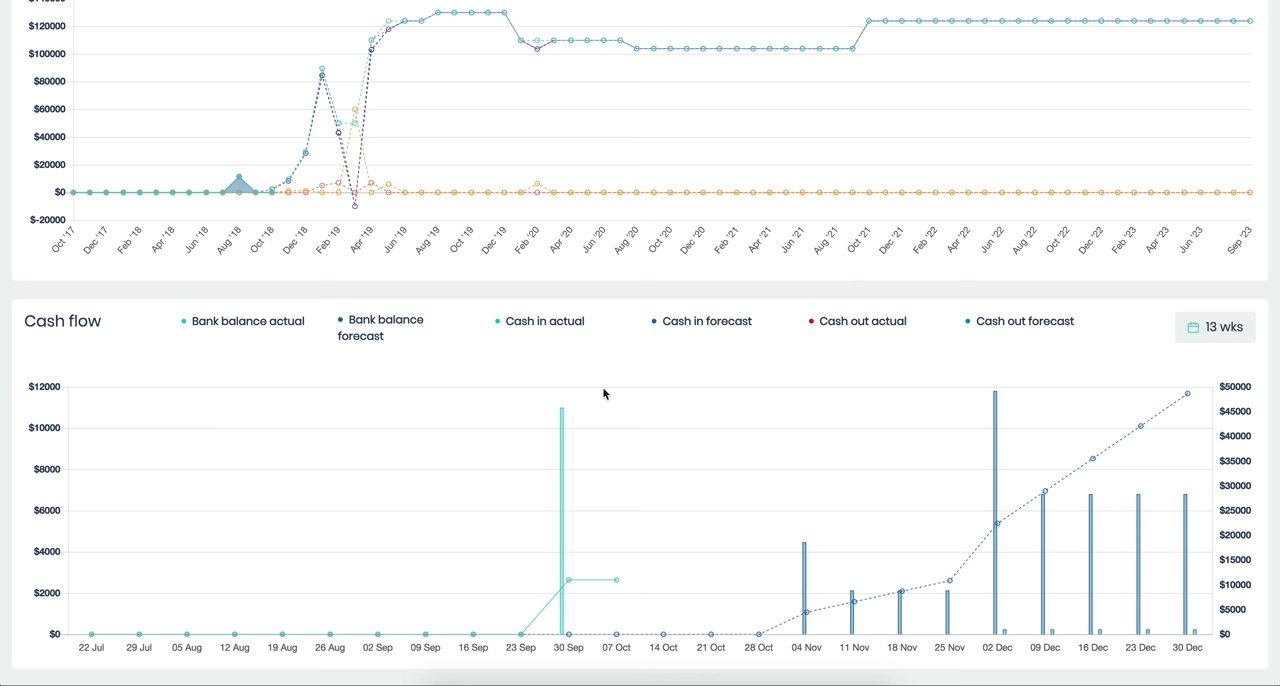 $140000
$120000
$100000
$80000
$60000
$40000
$20000
$0
$-20000
Oct '17 Dec '17 Feb '18 Apr '18 Jun '18 Aug '18 Oct '18 Dec '18 Feb '19 Apr '19 Jun '19 Aug '19 Oct '19 Dec '19 Feb '20 Apr '20 Jun '20 Aug '20 Oct '20 Dec '20 Feb '21 Apr '21 Jun '21 Aug '21 Oct '21 Dec '21 Feb '22 Apr '22 Jun '22 Aug '22 Oct '22 Dec '22 Feb '23 Apr '23 Jun '23 Sep '23
Cash flow
Bank balance actual
Bank balance
forecast
Cash in actual
Cash in forecast
Cash out actual
Cash out forecast
13 wks
$12000
$10000
$8000
$6000
$4000
$2000
$0
$50000
$45000
$40000
$35000
$30000
$25000
$20000
$15000
$10000
$5000
$0
22 Jul 29 Jul 05 Aug 12 Aug 19 Aug 26 Aug 02 Sep 09 Sep 16 Sep 23 Sep 30 Sep 07 Oct 14 Oct 21 Oct 28 Oct 04 Nov 11 Nov 18 Nov 25 Nov 02 Dec 09 Dec 16 Dec 23 Dec 30 Dec